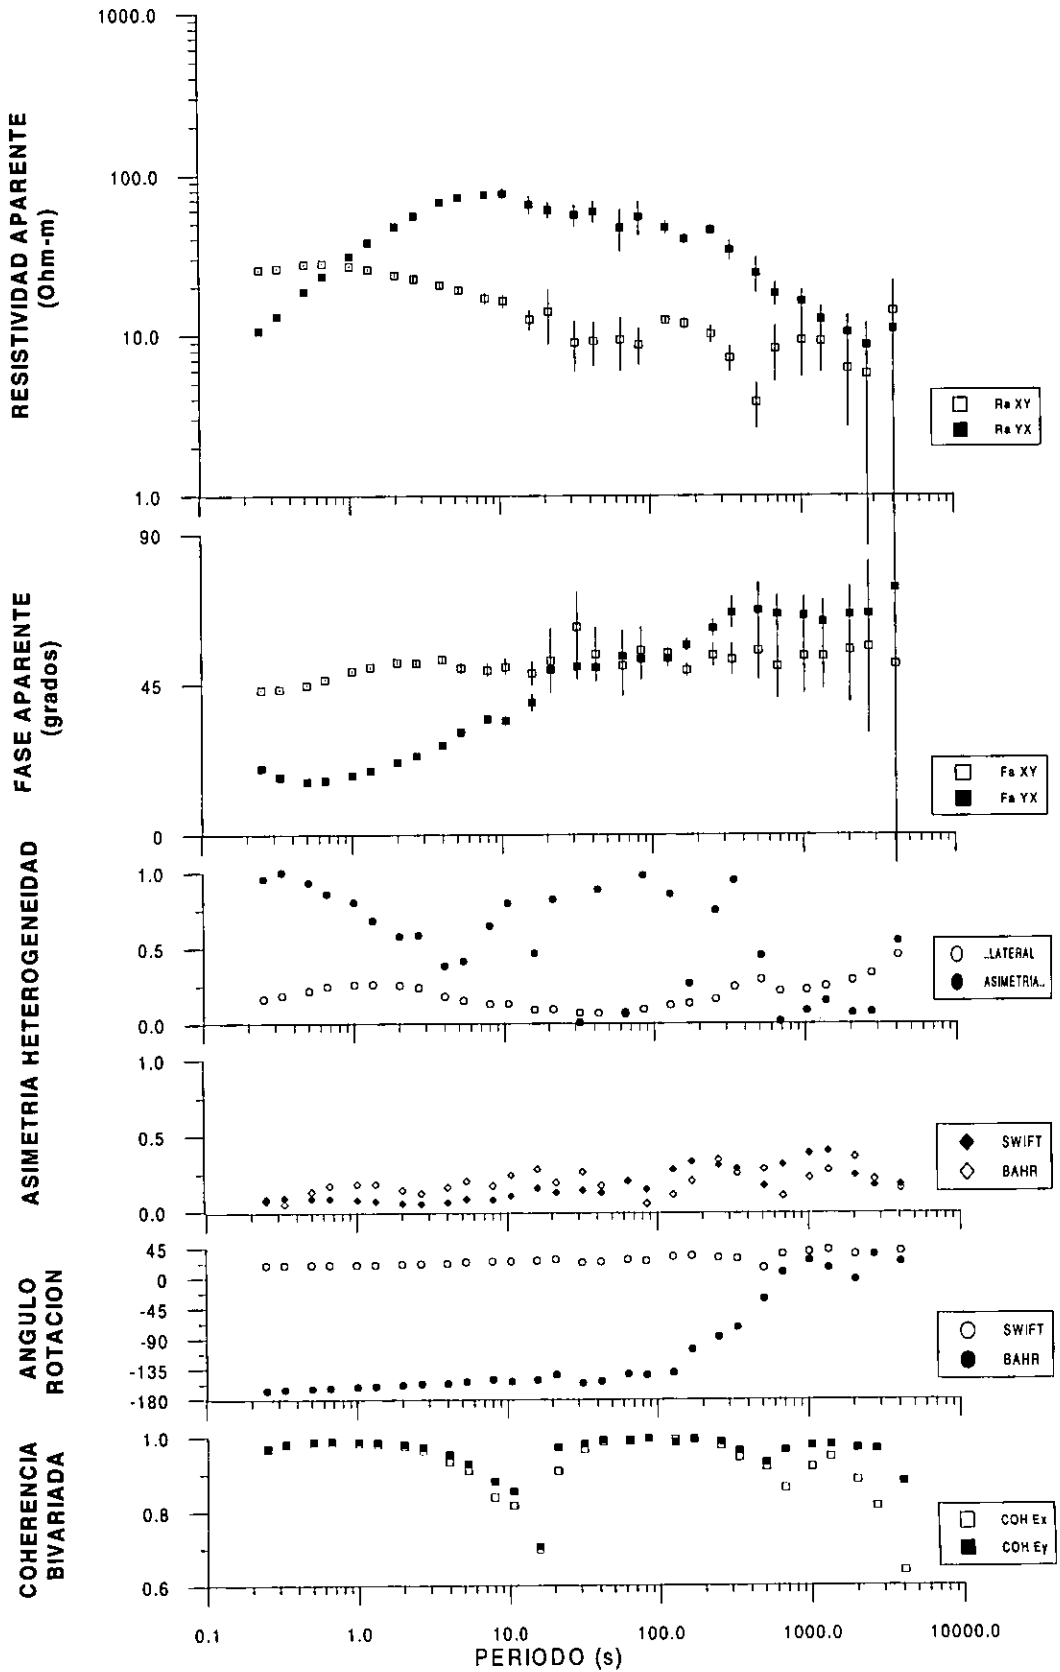 RESISTIVIDAD APARENTE
(Ohm-m)
1000.0
100.0
10.0
1.0
Ra XY
Ra YX
FASE APARENTE
(grados)
90
45
0
Fa XY
Fa YX
ASIMETRIA HETEROGENEIDAD
1.0
0.5
0.0
..LATERAL
ASIMETRIA..
1.0
0.5
0.0
SWIFT
BAHR
ANGULO
ROTACION
45
0
-45
-90
-135
-180
SWIFT
BAHR
COHERENCIA
BIVARIADA
1.0
0.8
0.6
COH Ex
COH Ey
0.1
1.0
10.0
100.0
1000.0
10000.0
PERIODO (s)